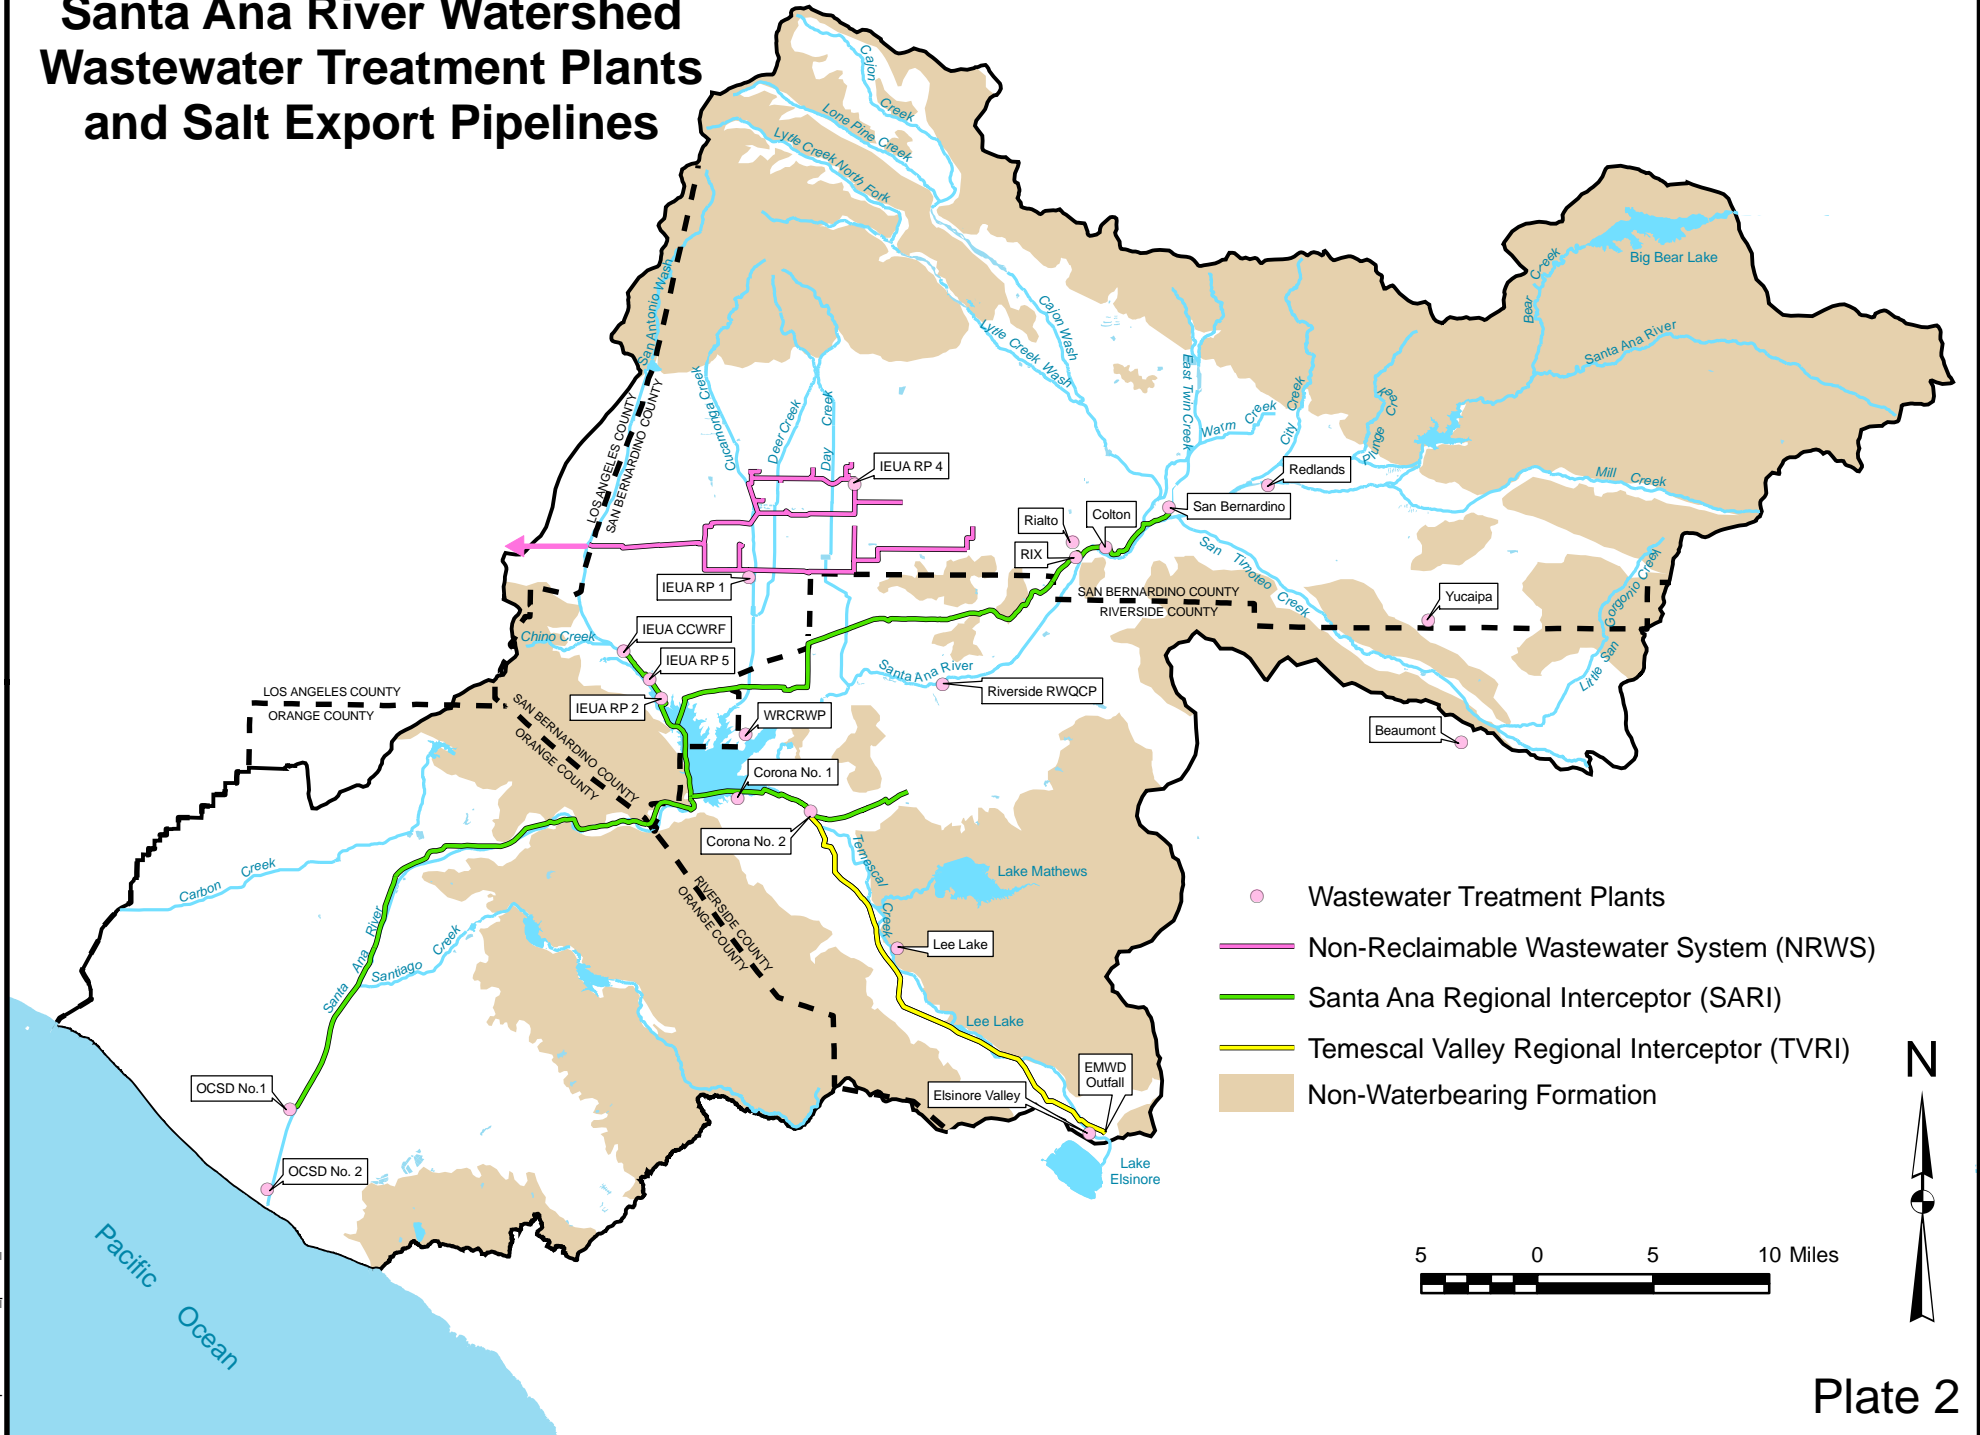 Santa Ana River Watershed
Wastewater Treatment Plants
and Salt Export Pipelines
Cajon
Creek
Lone Pine Creek
Lytle Creek North Fork
San Antonio Wash
Cajon Wash
Lytle Creek Wash
East Twin Creek
Warm Creek
City Creek
Plunge Creek
Bear Creek
Big Bear Lake
Santa Ana River
Mill Creek
Cucamonga Creek
Deer Creek
Day Creek
LOS ANGELES COUNTY
SAN BERNARDINO COUNTY
IEUA RP 4
Redlands
San Bernardino
Colton
Rialto
RIX
San Timoteo Creek
IEUA RP 1
SAN BERNARDINO COUNTY
RIVERSIDE COUNTY
Yucaipa
Little San Gorgonio Creek
Chino Creek
IEUA CCWRF
IEUA RP 5
IEUA RP 2
Santa Ana River
Riverside RWQCP
WRCRWP
Beaumont
LOS ANGELES COUNTY
ORANGE COUNTY
SAN BERNARDINO COUNTY
ORANGE COUNTY
Corona No. 1
Corona No. 2
Temescal Creek
Lake Mathews
Carbon Creek
RIVERSIDE COUNTY
ORANGE COUNTY
Santa Ana River
Santiago Creek
Lee Lake
Lee Lake
EMWD
Outfall
Elsinore Valley
OCSD No.1
OCSD No. 2
Lake
Elsinore
Pacific Ocean
Wastewater Treatment Plants
Non-Reclaimable Wastewater System (NRWS)
Santa Ana Regional Interceptor (SARI)
Temescal Valley Regional Interceptor (TVRI)
Non-Waterbearing Formation
N
5 0 5 10 Miles
Plate 2